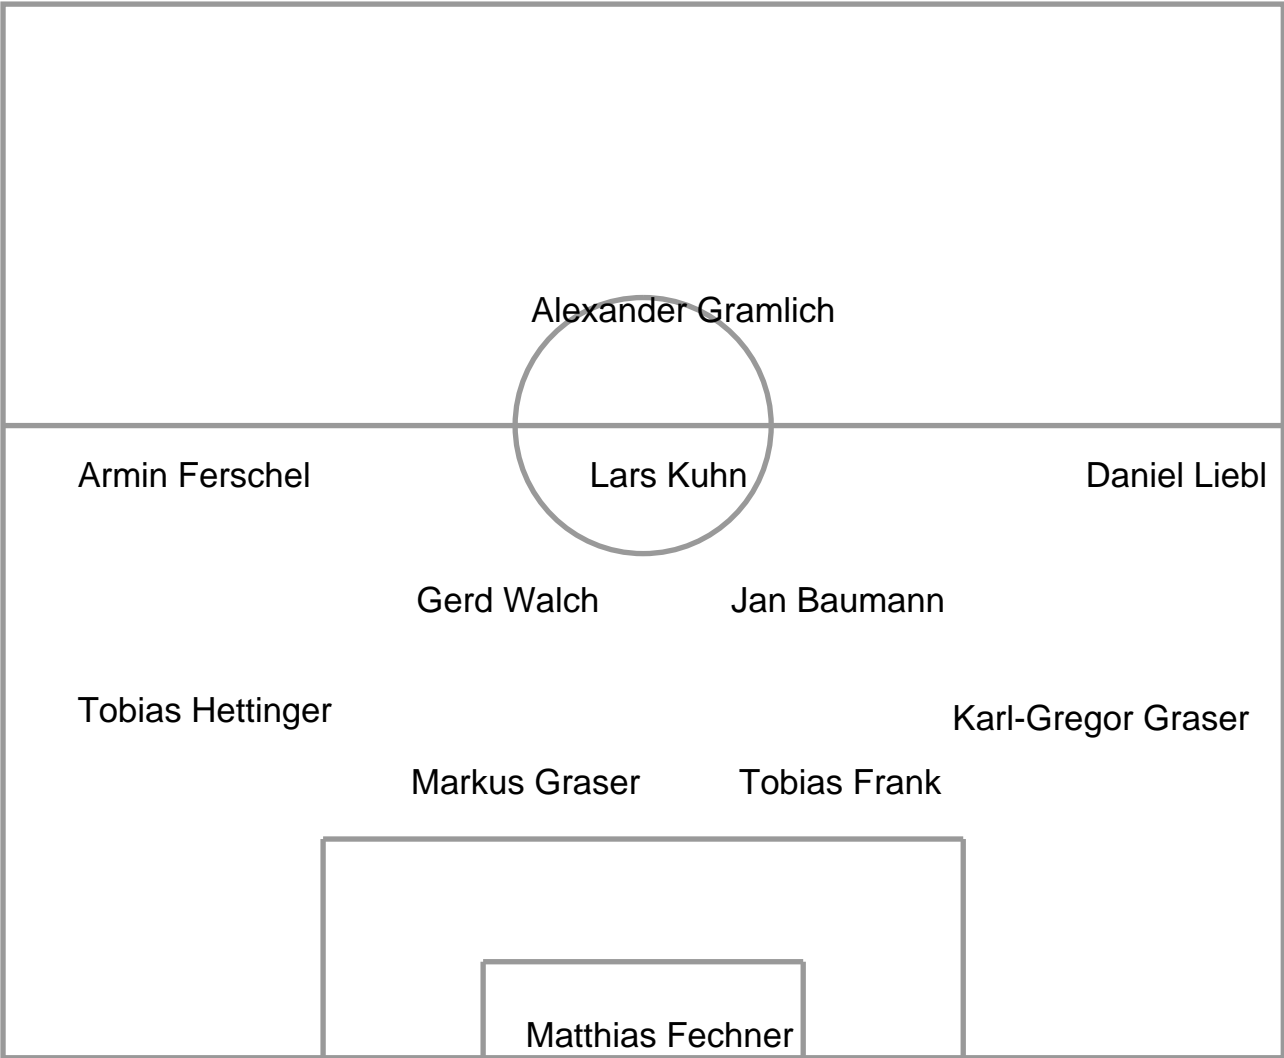 Alexander Gramlich
Armin Ferschel
Lars Kuhn
Daniel Liebl
Gerd Walch
Jan Baumann
Tobias Hettinger
Karl-Gregor Graser
Markus Graser
Tobias Frank
Matthias Fechner